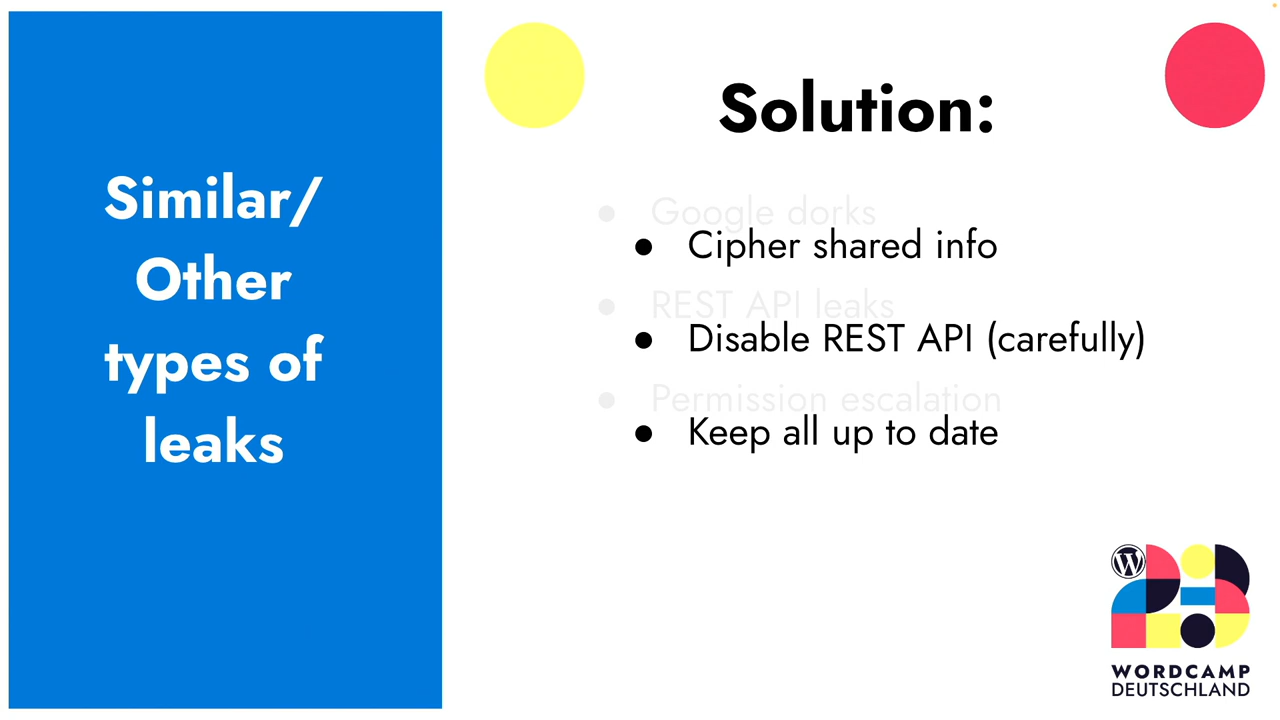 Similar/
Other
types of
leaks
Solution:
Google dorks
Cipher shared info
REST API leaks
Disable REST API (carefully)
Permission escalation
Keep all up to date
WORDCAMP
DEUTSCHLAND